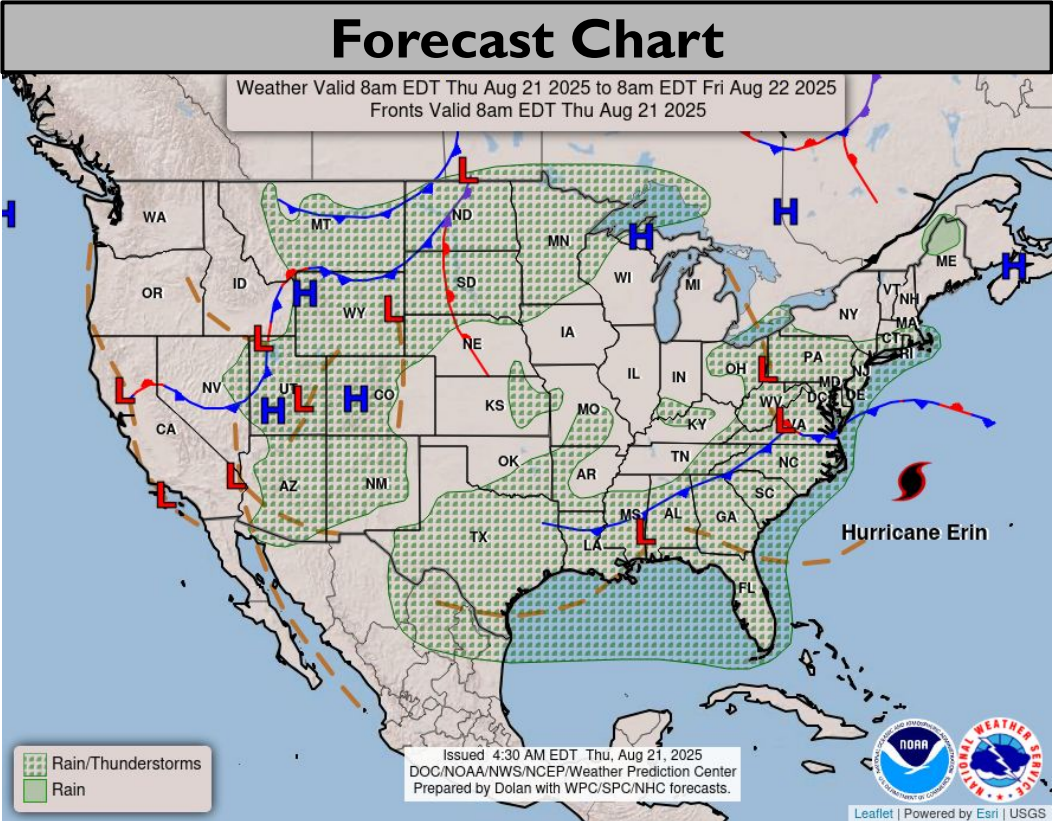 Forecast Chart
Weather Valid 8am EDT Thu Aug 21 2025 to 8am EDT Fri Aug 22 2025
Fronts Valid 8am EDT Thu Aug 21 2025
L
WA
MT
ND
MN
H
H
H
H
OR
ID
H
WY
L
SD
WI
MI
ME
H
VT
NH
NY
MA
CT
RI
L
NE
IA
PA
NJ
L
NV
UT
H
L
H
CO
KS
MO
IL
IN
OH
L
WV
MD
DC
DE
CA
KY
L
VA
L
L
AZ
NM
OK
AR
TN
NC
SC
TX
LA
MS
L
AL
GA
Hurricane Erin
FL
Rain/Thunderstorms
Rain
Issued 4:30 AM EDT Thu, Aug 21, 2025
DOC/NOAA/NWS/NCEP/Weather Prediction Center
Prepared by Dolan with WPC/SPC/NHC forecasts.
NOAA
NATIONAL WEATHER SERVICE
Leaflet | Powered by Esri | USGS